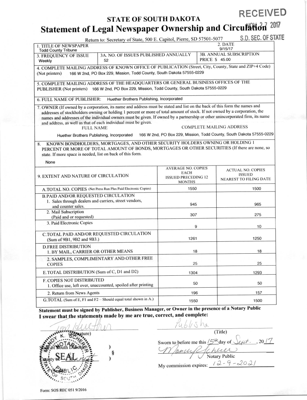 STATE OF SOUTH DAKOTA
RECEIVED
Statement of Legal Newspaper Ownership and Circulation
Return to: Secretary of State, 500 E. Capitol, Pierre, SD 57501-5077
S.D. SEC. OF STATE
1. TITLE OF NEWSPAPER
Todd County Tribune
2. DATE
3. FREQUENCY OF ISSUE
Weekly
3A. NO. OF ISSUES PUBLISHED ANNUALLY
52
3B. ANNUAL SUBSCRIPTION
PRICE $
4. COMPLETE MAILING ADDRESS OF KNOWN OFFICE OF PUBLICATION (Street, City, County, State and ZIP+4 Code)
(Not printers) 166 W 2nd, PO Box 229, Mission, Todd County, South Dakota 57555-0229
5. COMPLETE MAILING ADDRESS OF THE HEADQUARTERS OR GENERAL BUSINESS OFFICES OF THE
PUBLISHER (Not printers) 166 W 2nd, PO Box 229, Mission, Todd County, South Dakota 57555-0229
6. FULL NAME OF PUBLISHER: Huether Brothers Publishing, Incorporated
7. OWNER (If owned by a corporation, its name and address must be stated and list on the back of this form the names and
addresses of stockholders owning or holding 1 percent or more of total amount of stock. If not owned by a corporation, the
names and addresses of the individual owners must be given. If owned by a partnership or other unincorporated firm, its name
and address, as well as that of each individual must be given)
FULL NAME
COMPLETE MAILING ADDRESS
Huether Brothers Publishing, Incorporated 166 W 2nd, PO Box 229, Mission, Todd County, South Dakota 57555-0229
8. KNOWN BONDHOLDERS, MORTGAGES, AND OTHER SECURITY HOLDERS OWNING OR HOLDING 1
PERCENT OR MORE OF TOTAL AMOUNT OF BONDS, MORTGAGES OR OTHER SECURITIES (If there are none, so
state. If more space is needed, list on back of this form.
None
9. EXTENT AND NATURE OF CIRCULATION
AVERAGE NO. COPIES
EACH
ISSUED PRECEDING 12
MONTHS
ACTUAL NO. COPIES
ISSUED
NEAREST TO FILING DATE
A. TOTAL NO. COPIES (Net Press Run Plus Paid Electronic Copies)
1500
1500
B. PAID AND/OR REQUESTED CIRCULATION
1. Sales through dealers and carriers, street vendors,
and counter sales.
945
965
2. Mail Subscription
(Paid and or requested)
307
275
3. Paid Electronic Copies
9
10
C. TOTAL PAID AND/OR REQUESTED CIRCULATION
(Sum of 9B1, 9B2 and 9B3.)
1261
1250
D. FREE DISTRIBUTION
1. BY MAIL, CARRIER OR OTHER MEANS
18
18
2. SAMPLES, COMPLIMENTARY AND OTHER FREE
COPIES
25
25
E. TOTAL DISTRIBUTION (Sum of C, D1 and D2)
1304
1293
F. COPIES NOT DISTRIBUTED
1. Office use, left over, unaccounted, spoiled after printing
50
50
2. Return from News Agents
157
G. TOTAL (Sum of E, F1 and F2 - Should equal total shown in A.)
1500
1500
Statement must be signed by Publisher, Business Manager, or Owner in the presence of a Notary Public
I swear that the statements made by me are true, correct, and complete:
Publisher
(Title)
SEAL
Sworn to before me this 15th day of Sept, 2017
Notary Public
My commission expires: 12-9-2021
Form: SOS REC 051 9/2016